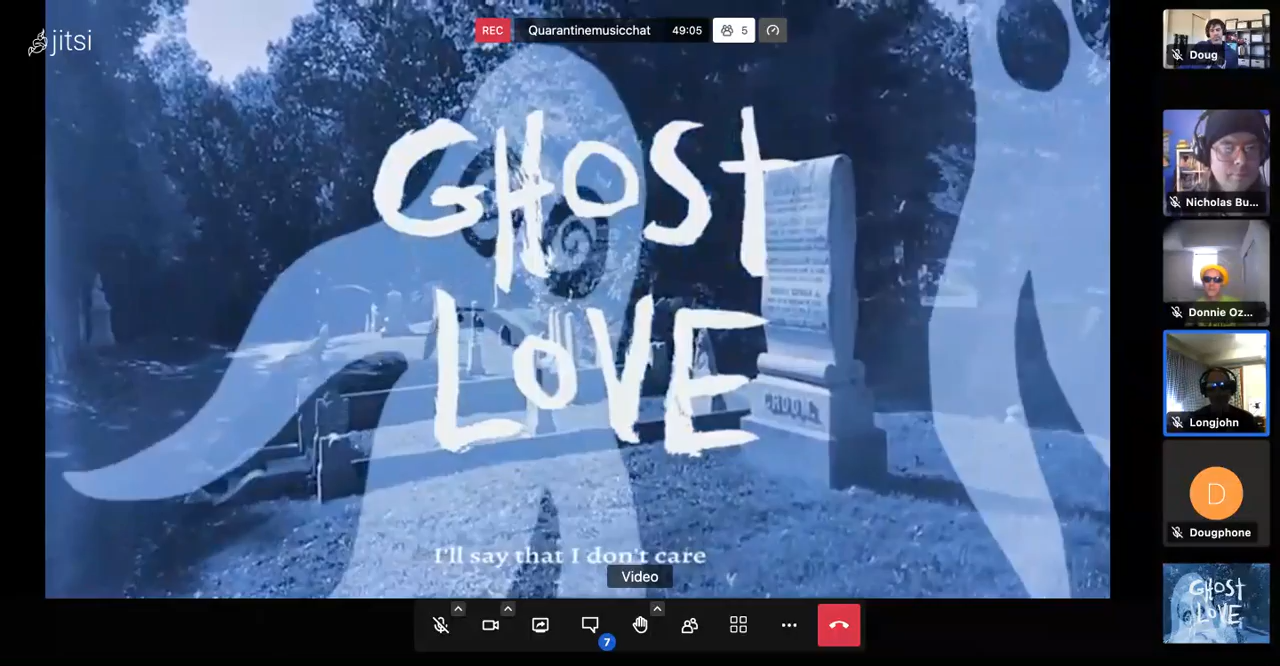 jitsi
REC Quarantinemusicchat 49:05 5
GHOST
LOVE
I'll say that I don't care
Video
7
Doug
Nicholas Bu...
Donnie Oz...
Longjohn
D
Dougphone
GHOST
LOVE